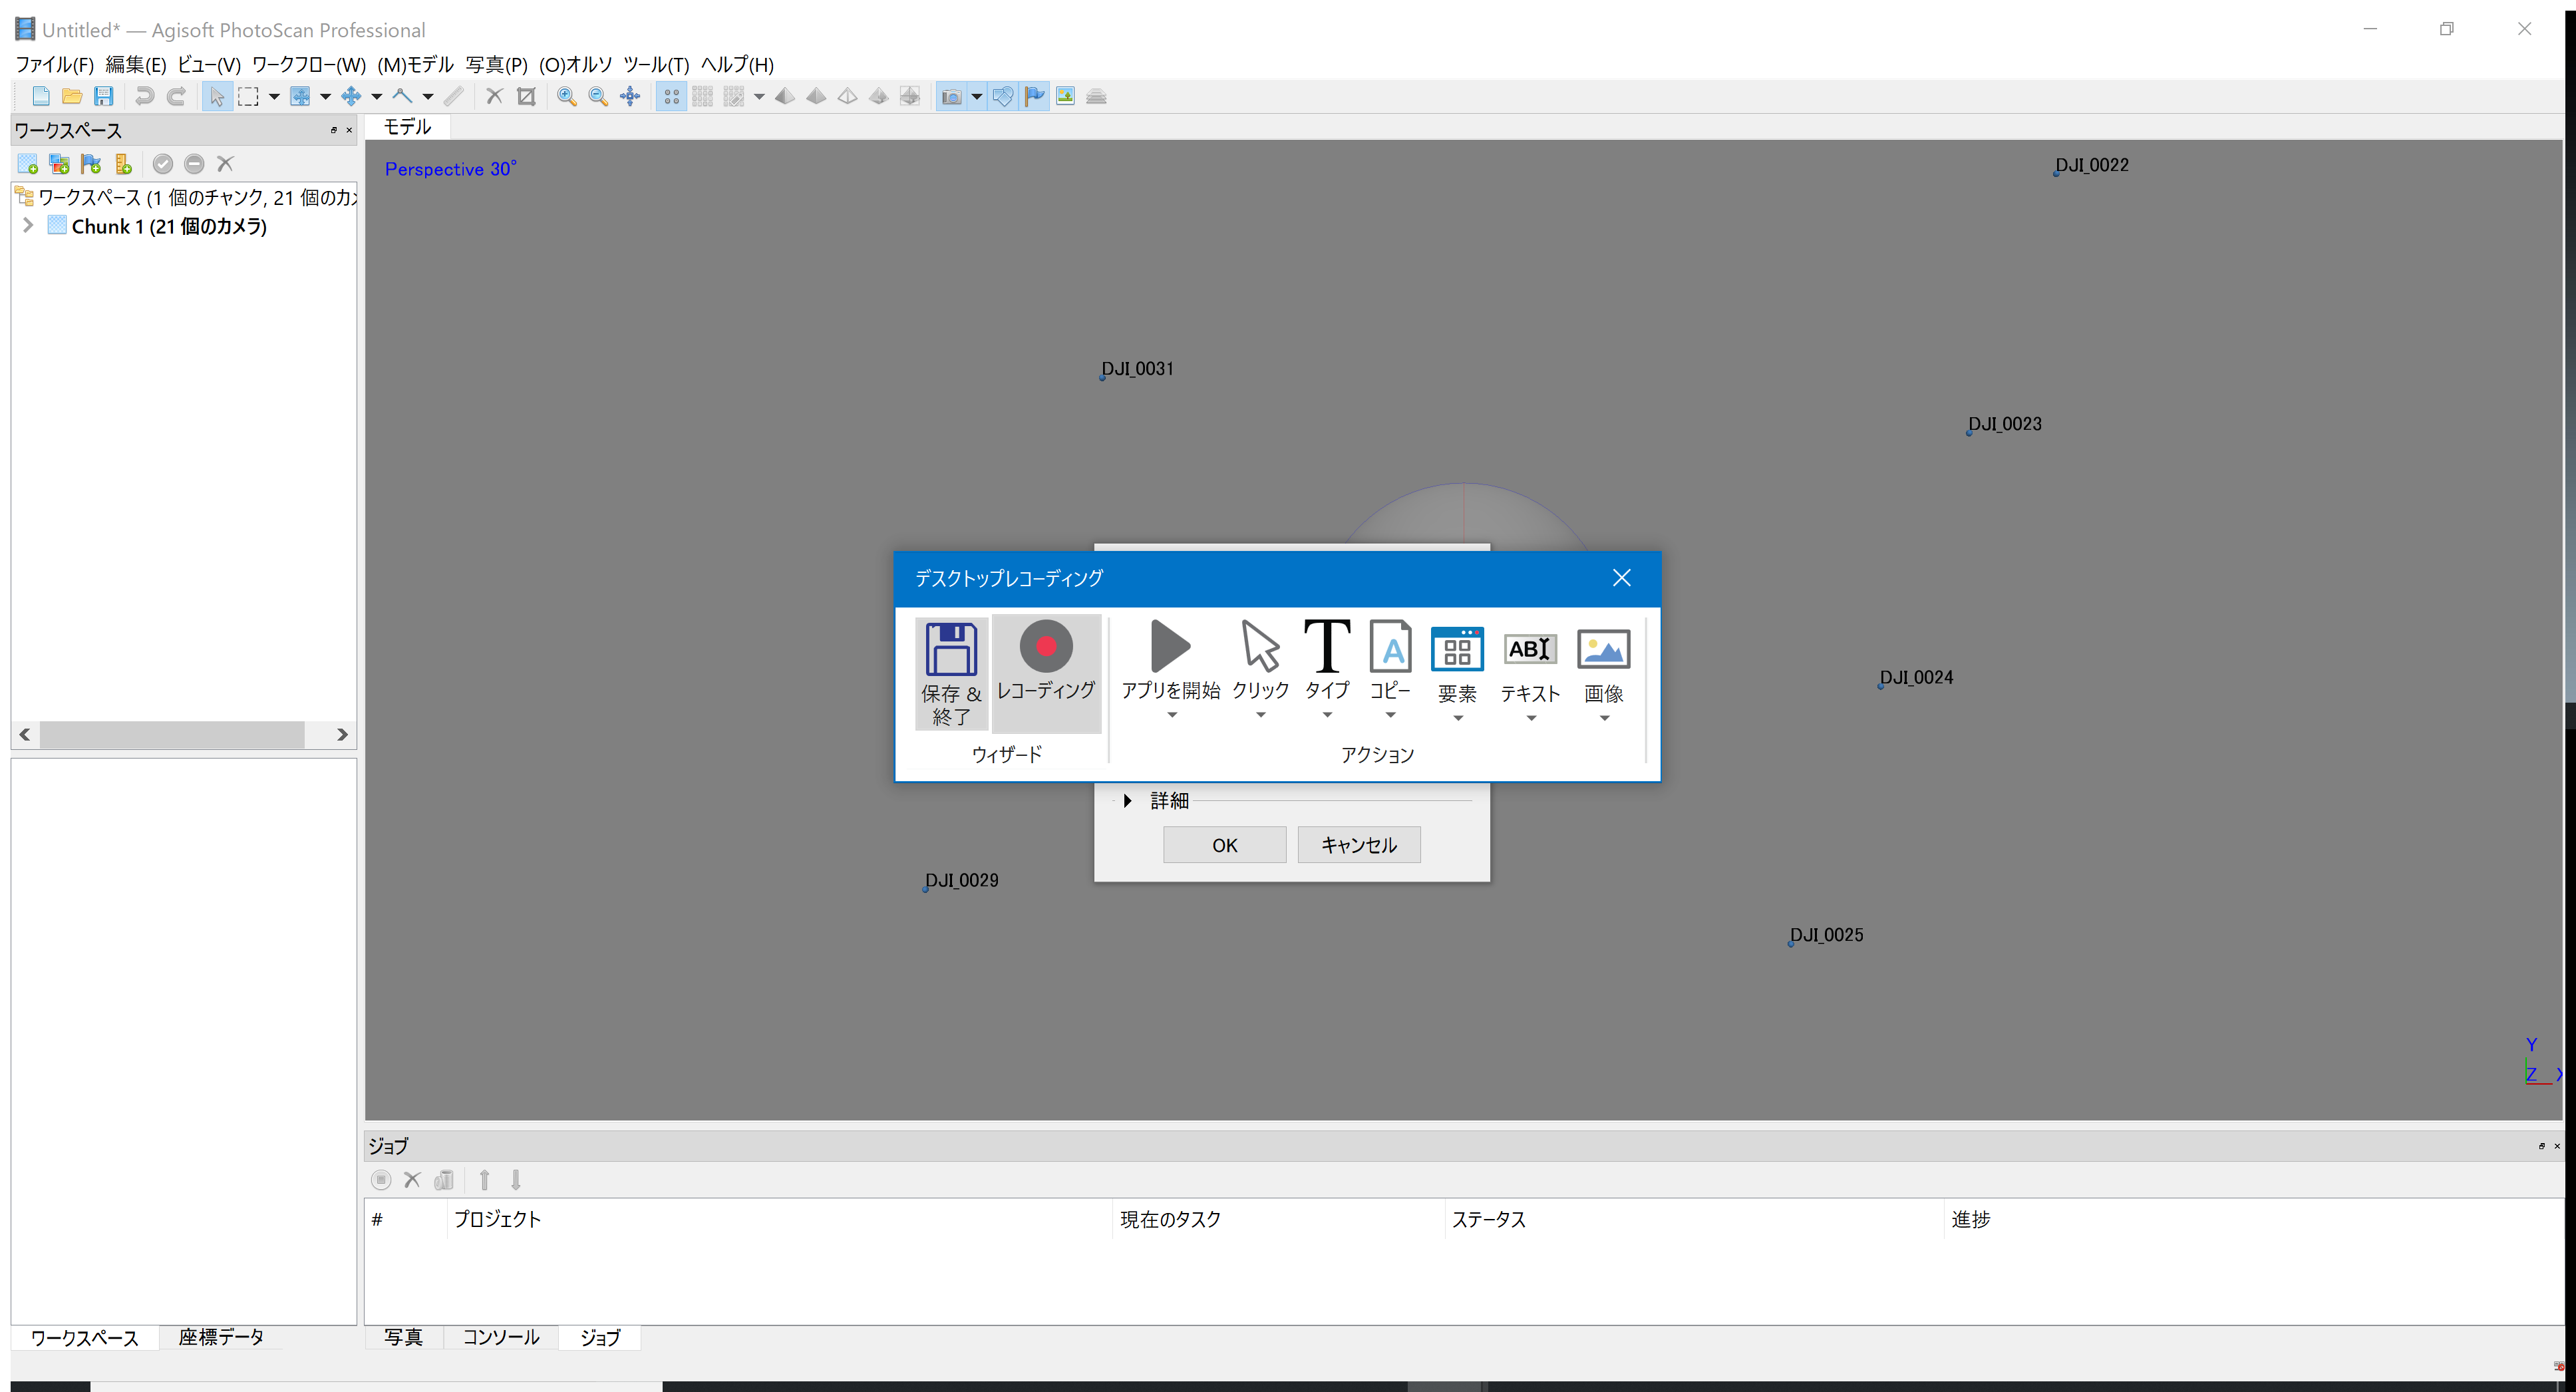 Untitled* — Agisoft PhotoScan Professional
ファイル(F) 編集(E) ビュー(V) ワークフロー(W) (M)モデル 写真(P) (O)オルソ ツール(T) ヘルプ(H)
ワークスペース
モデル
Perspective 30°
ワークスペース (1 個のチャンク, 21 個のカメ
Chunk 1 (21 個のカメラ)
DJI_0022
DJI_0031
DJI_0023
DJI_0024
DJI_0029
DJI_0025
デスクトップレコーディング
保存 &
終了
レコーディング
アプリを開始
クリック
タイプ
コピー
要素
テキスト
画像
ABI
A
ウィザード
アクション
詳細
OK
キャンセル
Y
Z
X
ジョブ
# プロジェクト 現在のタスク ステータス 進捗
ワークスペース 座標データ
写真 コンソール ジョブ